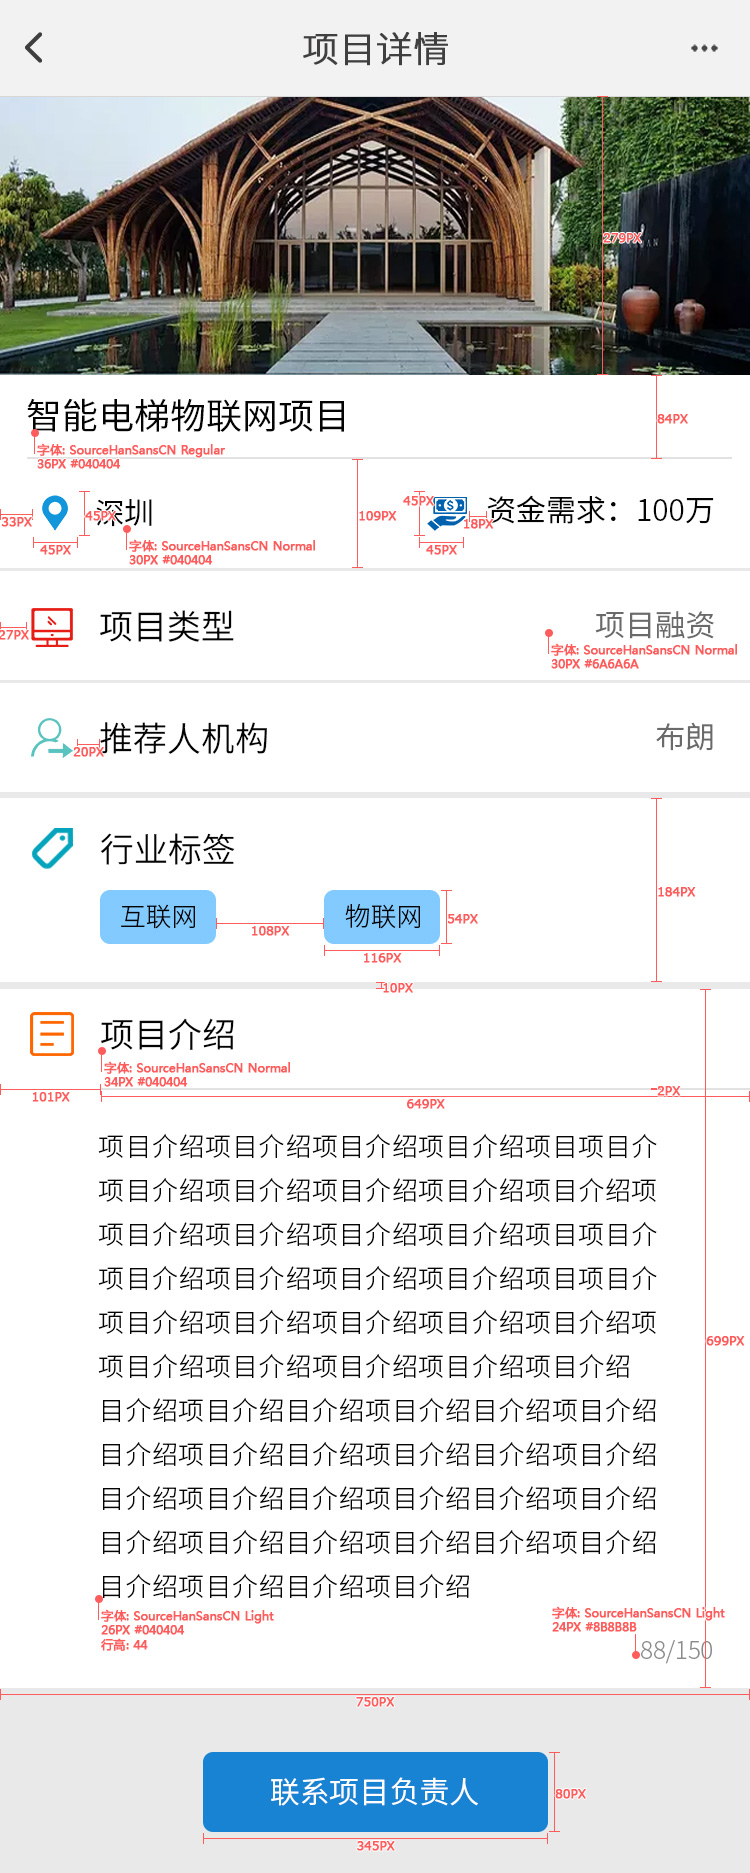 项目详情
279PX
智能电梯物联网项目
84PX
字体: SourceHanSansCN Regular
36PX #040404
33PX
45PX
45PX
深圳
字体: SourceHanSansCN Normal
30PX #040404
109PX
45PX
45PX
18PX
资金需求：100万
27PX
项目类型
项目融资
字体: SourceHanSansCN Normal
30PX #6A6A6A
20PX
推荐人机构
布朗
行业标签
184PX
互联网
108PX
物联网
54PX
116PX
10PX
项目介绍
字体: SourceHanSansCN Normal
34PX #040404
101PX
2PX
649PX
项目介绍项目介绍项目介绍项目介绍项目项目介
项目介绍项目介绍项目介绍项目介绍项目介绍项
项目介绍项目介绍项目介绍项目介绍项目项目介
项目介绍项目介绍项目介绍项目介绍项目项目介
项目介绍项目介绍项目介绍项目介绍项目介绍项
项目介绍项目介绍项目介绍项目介绍项目介绍
699PX
目介绍项目介绍目介绍项目介绍目介绍项目介绍
目介绍项目介绍目介绍项目介绍目介绍项目介绍
目介绍项目介绍目介绍项目介绍目介绍项目介绍
目介绍项目介绍目介绍项目介绍目介绍项目介绍
目介绍项目介绍目介绍项目介绍
字体: SourceHanSansCN Light
26PX #040404
行高: 44
字体: SourceHanSansCN Light
24PX #8B8B8B
88/150
750PX
联系项目负责人
80PX
345PX